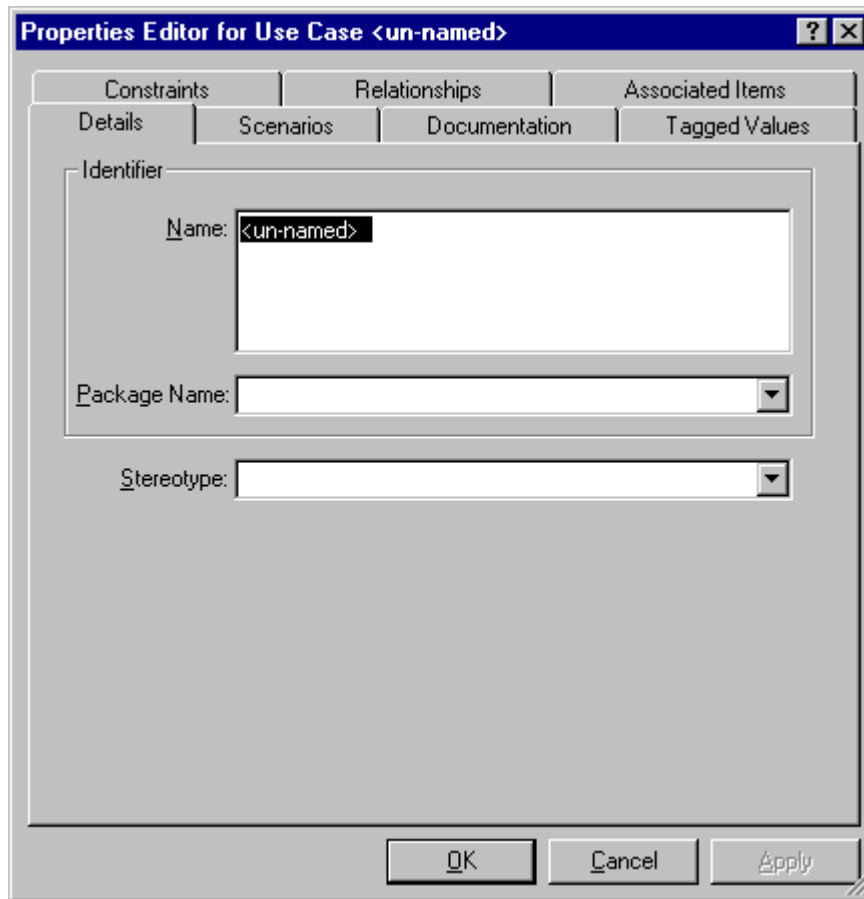 Properties Editor for Use Case <un-named>
Constraints Relationships Associated Items
Details Scenarios Documentation Tagged Values
Identifier
Name: <un-named>
Package Name:
Stereotype:
OK Cancel Apply